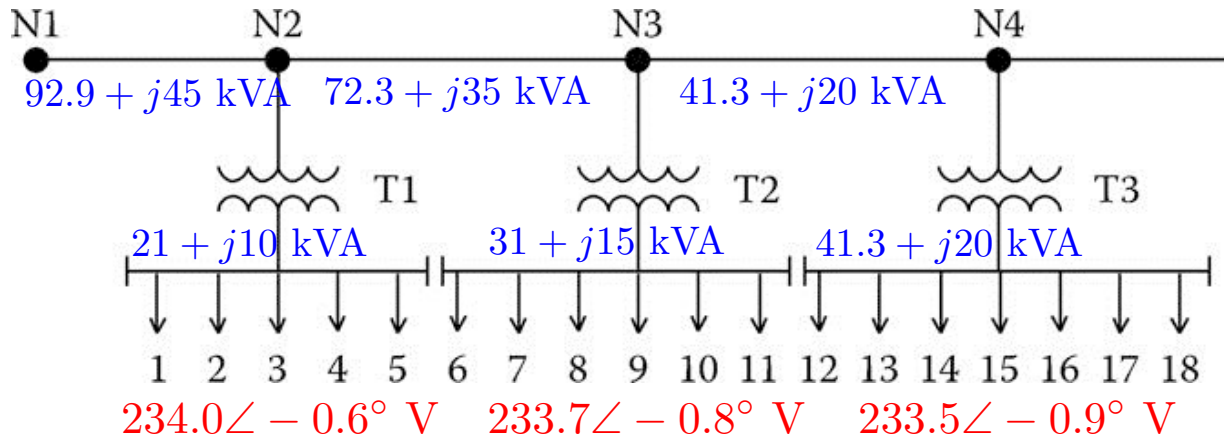 N1 N2 N3 N4
92.9 + j45 kVA 72.3 + j35 kVA 41.3 + j20 kVA
T1 T2 T3
21 + j10 kVA 31 + j15 kVA 41.3 + j20 kVA
1 2 3 4 5 6 7 8 9 10 11 12 13 14 15 16 17 18
234.0∠ − 0.6° V 233.7∠ − 0.8° V 233.5∠ − 0.9° V